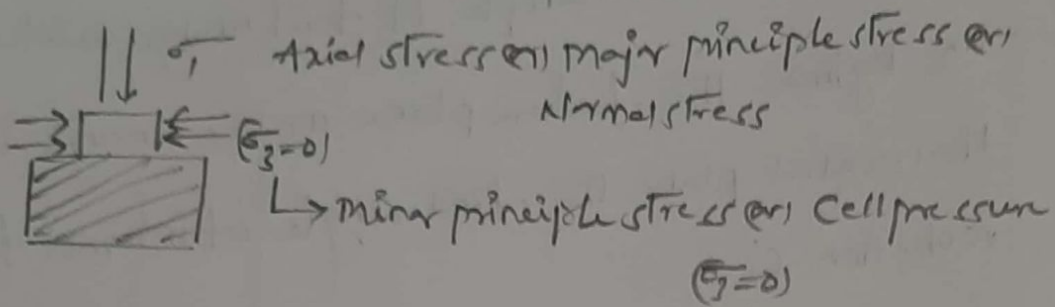 σ₁ Axial stress (or) major principle stress (or)
Normal stress
(σ₃=0)
↳ minor principle stress (or) Cell pressure
(σ₃=0)